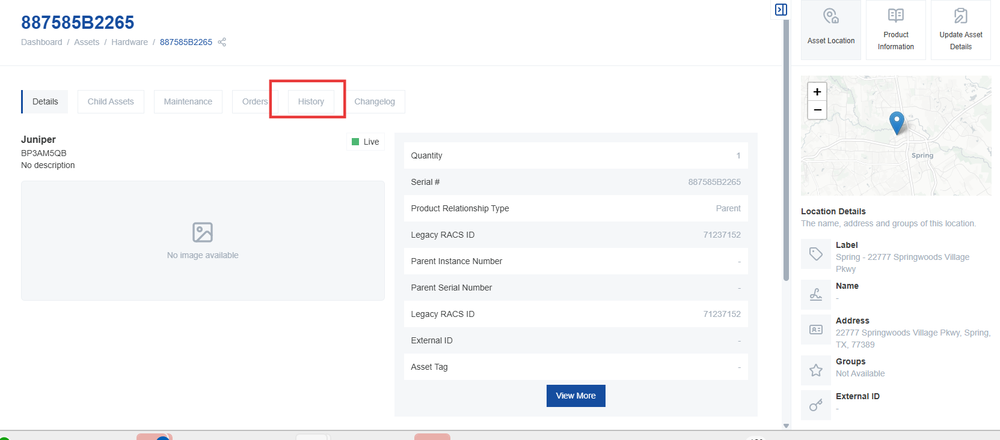 887585B2265
Dashboard / Assets / Hardware / 887585B2265
Details
Child Assets
Maintenance
Orders
History
Changelog
Juniper
Live
BP3AM5QB
No description
No image available
Quantity 1
Serial # 887585B2265
Product Relationship Type Parent
Legacy RACS ID 71237152
Parent Instance Number -
Parent Serial Number -
Legacy RACS ID 71237152
External ID -
Asset Tag -
View More
Asset Location
Product
Information
Update Asset
Details
+
−
Spring
Location Details
The name, address and groups of this location.
Label
Spring - 22777 Springwoods Village
Pkwy
Name
-
Address
22777 Springwoods Village Pkwy, Spring,
TX, 77389
Groups
Not Available
External ID
-